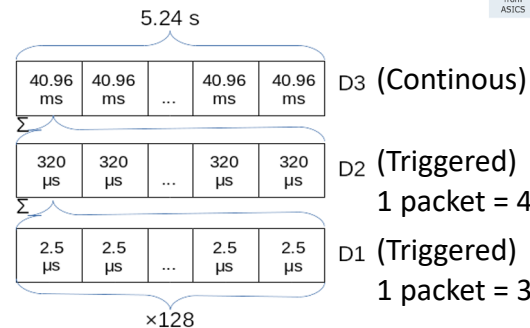 from
ASICS
5.24 s
40.96 ms 40.96 ms ... 40.96 ms 40.96 ms D3 (Continous)
Σ
320 µs 320 µs ... 320 µs 320 µs D2 (Triggered)
1 packet = 4
Σ
2.5 µs 2.5 µs ... 2.5 µs 2.5 µs D1 (Triggered)
1 packet = 3
×128